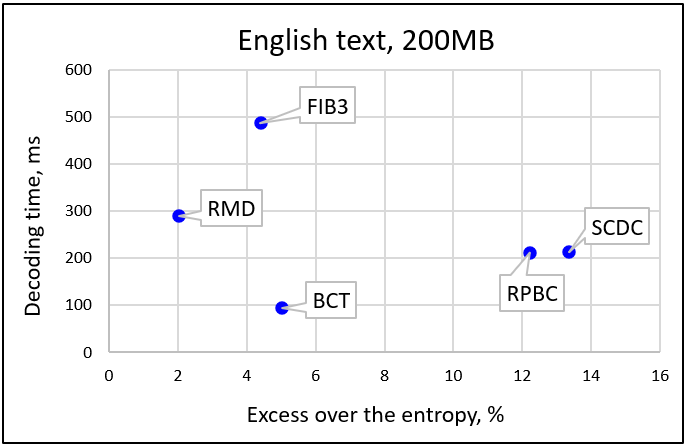 English text, 200MB
Decoding time, ms
600
500
400
300
200
100
0
FIB3
RMD
SCDC
RPBC
BCT
0 2 4 6 8 10 12 14 16
Excess over the entropy, %